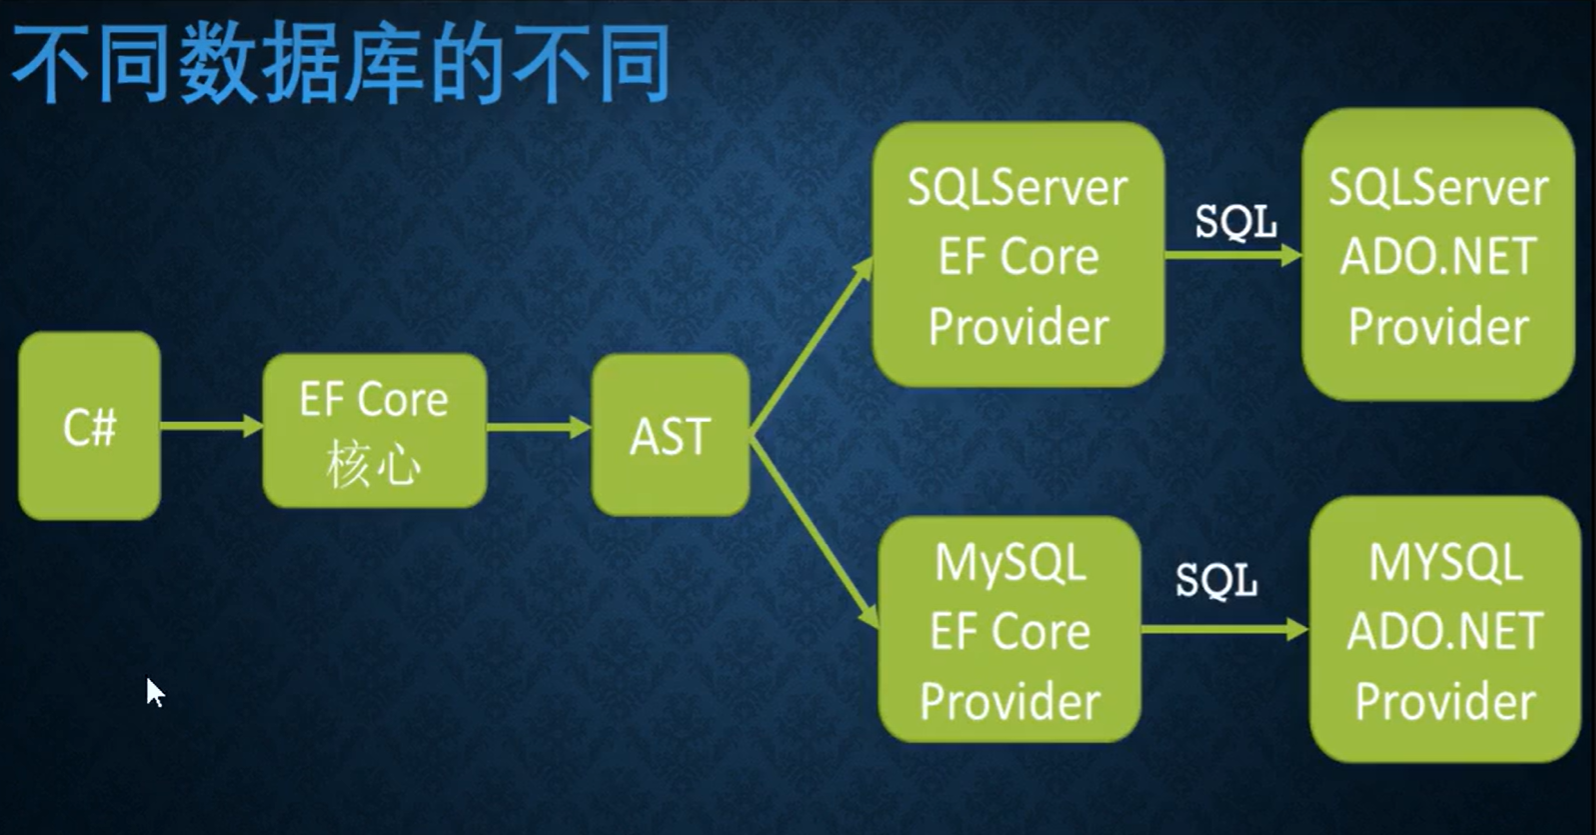 不同数据库的不同
C#
EF Core
核心
AST
SQLServer
EF Core
Provider
SQL
SQLServer
ADO.NET
Provider
MySQL
EF Core
Provider
SQL
MYSQL
ADO.NET
Provider